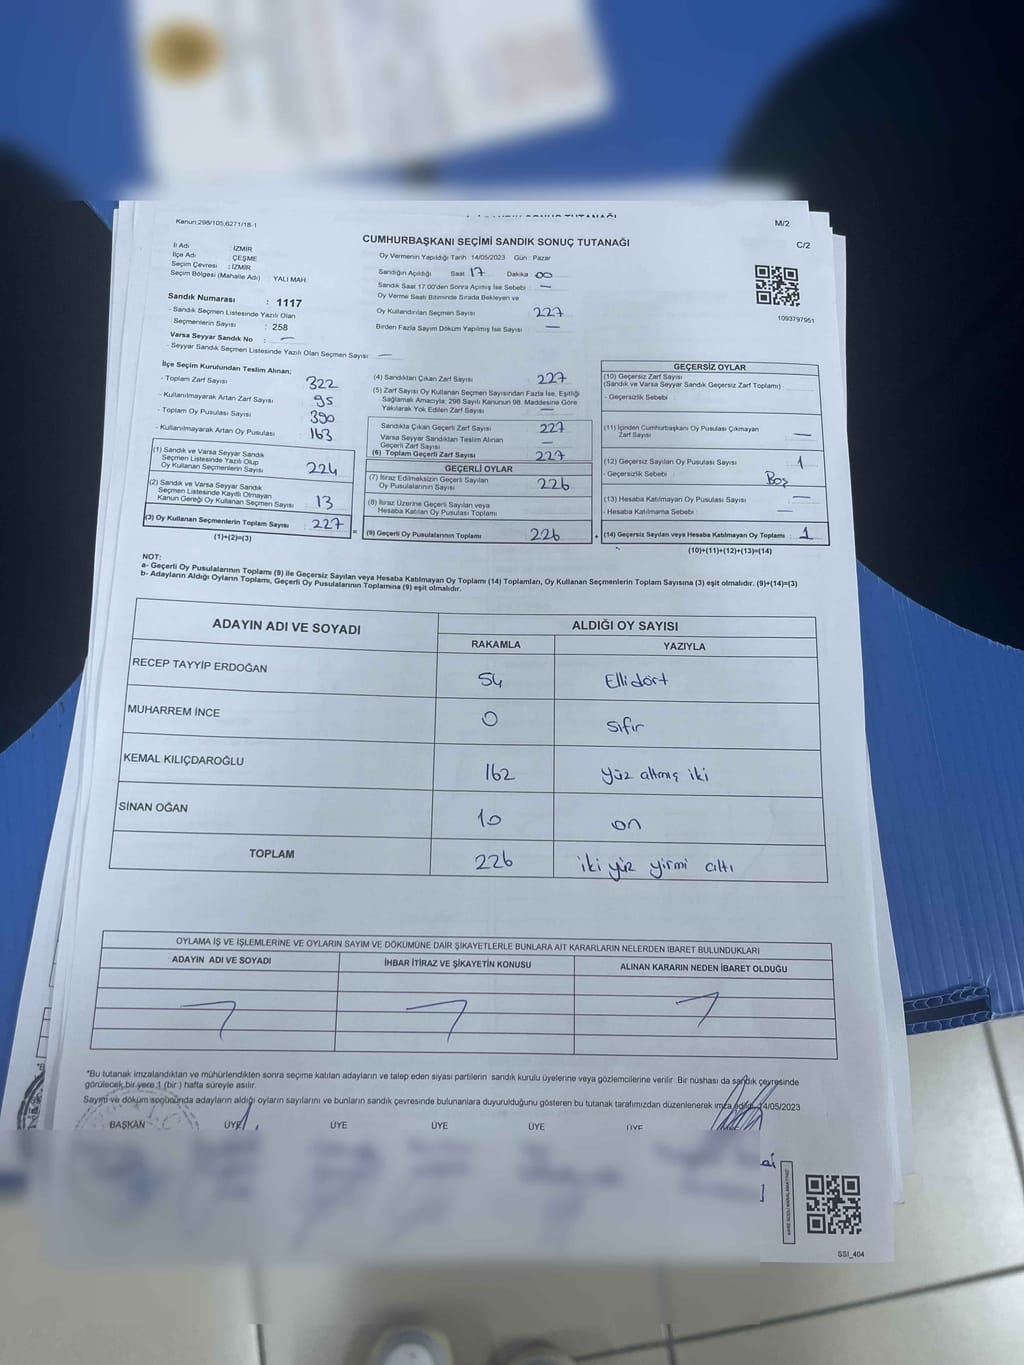 Kanun:298/105,6271/18-1
M/2
CUMHURBAŞKANI SEÇİMİ SANDIK SONUÇ TUTANAĞI
C/2
İl Adı : İZMİR
İlçe Adı : ÇEŞME
Seçim Çevresi : İZMİR
Seçim Bölgesi (Mahalle Adı) : YALI MAH.
Sandık Numarası : 1117
- Sandık Seçmen Listesinde Yazılı Olan
Seçmenlerin Sayısı : 258
Varsa Seyyar Sandık No : —
- Seyyar Sandık Seçmen Listesinde Yazılı Olan Seçmen Sayısı —
Oy Vermenin Yapıldığı Tarih : 14/05/2023 Gün : Pazar
Sandığın Açıldığı Saat 17 Dakika 00
Sandık Saat 17.00'den Sonra Açılmış İse Sebebi : —
Oy Verme Saati Bitiminde Sırada Bekleyen ve
Oy Kullandırılan Seçmen Sayısı : 227
Birden Fazla Sayım Döküm Yapılmış İse Sayısı : —
1093797951
İlçe Seçim Kurulundan Teslim Alınan;
- Toplam Zarf Sayısı : 322
- Kullanılmayarak Artan Zarf Sayısı : 95
- Toplam Oy Pusulası Sayısı : 390
- Kullanılmayarak Artan Oy Pusulası : 163
(1) Sandık ve Varsa Seyyar Sandık
Seçmen Listesinde Yazılı Olup
Oy Kullanan Seçmenlerin Sayısı : 224
(2) Sandık ve Varsa Seyyar Sandık
Seçmen Listesinde Kayıtlı Olmayan
Kanun Gereği Oy Kullanan Seçmen Sayısı : 13
(3) Oy Kullanan Seçmenlerin Toplam Sayısı : 227
(1)+(2)=(3)
(4) Sandıktan Çıkan Zarf Sayısı : 227
(5) Zarf Sayısı Oy Kullanan Seçmen Sayısından Fazla İse, Eşitliği
Sağlamak Amacıyla; 298 Sayılı Kanunun 98. Maddesine Göre
Yakılarak Yok Edilen Zarf Sayısı : —
Sandıkta Çıkan Geçerli Zarf Sayısı : 227
Varsa Seyyar Sandıktan Teslim Alınan
Geçerli Zarf Sayısı : —
(6) Toplam Geçerli Zarf Sayısı : 227
GEÇERLİ OYLAR
(7) İtiraz Edilmeksizin Geçerli Sayılan
Oy Pusulalarının Sayısı : 226
(8) İtiraz Üzerine Geçerli Sayılan veya
Hesaba Katılan Oy Pusulası Toplamı :
(9) Geçerli Oy Pusulalarının Toplamı : 226
GEÇERSİZ OYLAR
(10) Geçersiz Zarf Sayısı
(Sandık ve Varsa Seyyar Sandık Geçersiz Zarf Toplamı) :
- Geçersizlik Sebebi :
(11) İçinden Cumhurbaşkanı Oy Pusulası Çıkmayan
Zarf Sayısı : —
(12) Geçersiz Sayılan Oy Pusulası Sayısı : 1
- Geçersizlik Sebebi : Boş
(13) Hesaba Katılmayan Oy Pusulası Sayısı : —
- Hesaba Katılmama Sebebi : —
(14) Geçersiz Sayılan veya Hesaba Katılmayan Oy Toplamı : 1
(10)+(11)+(12)+(13)=(14)
NOT:
a- Geçerli Oy Pusulalarının Toplamı (9) ile Geçersiz Sayılan veya Hesaba Katılmayan Oy Toplamı (14) Toplamları, Oy Kullanan Seçmenlerin Toplam Sayısına (3) eşit olmalıdır. (9)+(14)=(3)
b- Adayların Aldığı Oyların Toplamı, Geçerli Oy Pusulalarının Toplamına (9) eşit olmalıdır.
ADAYIN ADI VE SOYADI
ALDIĞI OY SAYISI
RAKAMLA YAZIYLA
RECEP TAYYİP ERDOĞAN 54 Ellidört
MUHARREM İNCE 0 sıfır
KEMAL KILIÇDAROĞLU 162 yüz altmış iki
SİNAN OĞAN 10 on
TOPLAM 226 iki yüz yirmi altı
OYLAMA İŞ VE İŞLEMLERİNE VE OYLARIN SAYIM VE DÖKÜMÜNE DAİR ŞİKAYETLERLE BUNLARA AİT KARARLARIN NELERDEN İBARET BULUNDUKLARI
ADAYIN ADI VE SOYADI İHBAR İTİRAZ VE ŞİKAYETİN KONUSU ALINAN KARARIN NEDEN İBARET OLDUĞU
"Bu tutanak imzalandıktan ve mühürlendikten sonra seçime katılan adayların ve talep eden siyasi partilerin sandık kurulu üyelerine veya gözlemcilerine verilir. Bir nüshası da sandık çevresinde
görülecek bir yere 1 (bir) hafta süreyle asılır.
Sayım ve döküm sonucunda adayların aldığı oyların sayılarını ve bunların sandık çevresinde bulunanlara duyurulduğunu gösteren bu tutanak tarafımızdan düzenlenerek imza edildi. 14/05/2023
BAŞKAN ÜYE ÜYE ÜYE ÜYE ÜYE
SSI_404